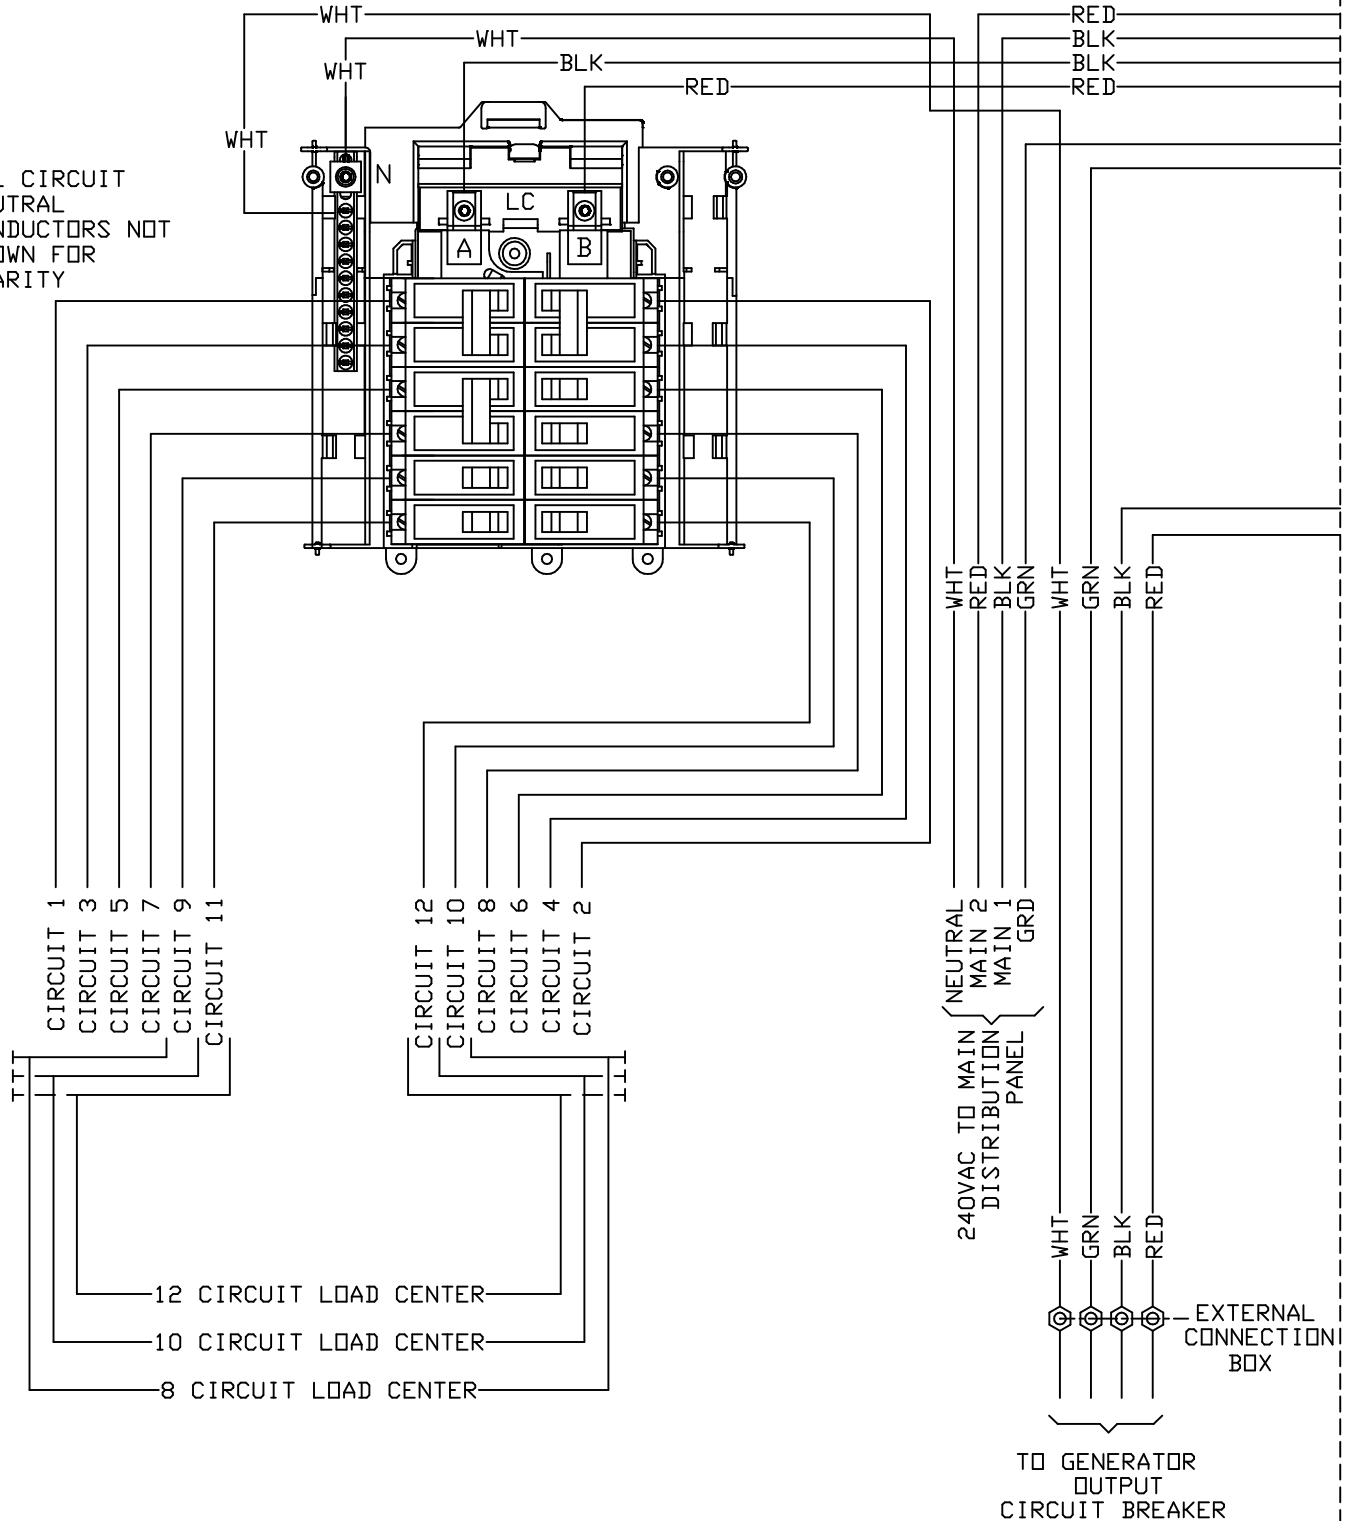 WHT
RED
WHT
BLK
WHT
BLK
BLK
RED
RED
WHT
N
CIRCUIT
NOT
FOR
LC
A
B
WHT
RED
BLK
GRN
WHT
GRN
BLK
RED
CIRCUIT 1
CIRCUIT 3
CIRCUIT 5
CIRCUIT 7
CIRCUIT 9
CIRCUIT 11
CIRCUIT 12
CIRCUIT 10
CIRCUIT 8
CIRCUIT 6
CIRCUIT 4
CIRCUIT 2
NEUTRAL
MAIN 2
MAIN 1
GRD
240VAC TO MAIN
DISTRIBUTION
PANEL
WHT
GRN
BLK
RED
12 CIRCUIT LOAD CENTER
10 CIRCUIT LOAD CENTER
8 CIRCUIT LOAD CENTER
EXTERNAL
CONNECTION
BOX
TO GENERATOR
OUTPUT
CIRCUIT BREAKER